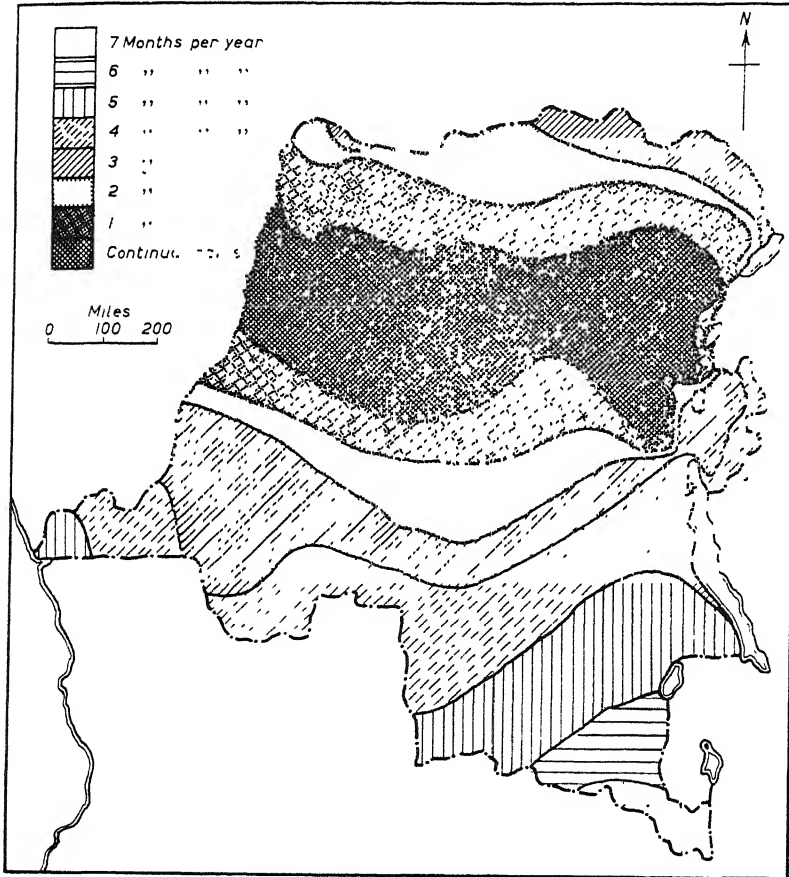 7 Months per year
6 ,, ,, ,,
5 ,, ,, ,,
4 ,, ,, ,,
3 ,,
2 ,,
1 ,,
Miles
0 100 200
N